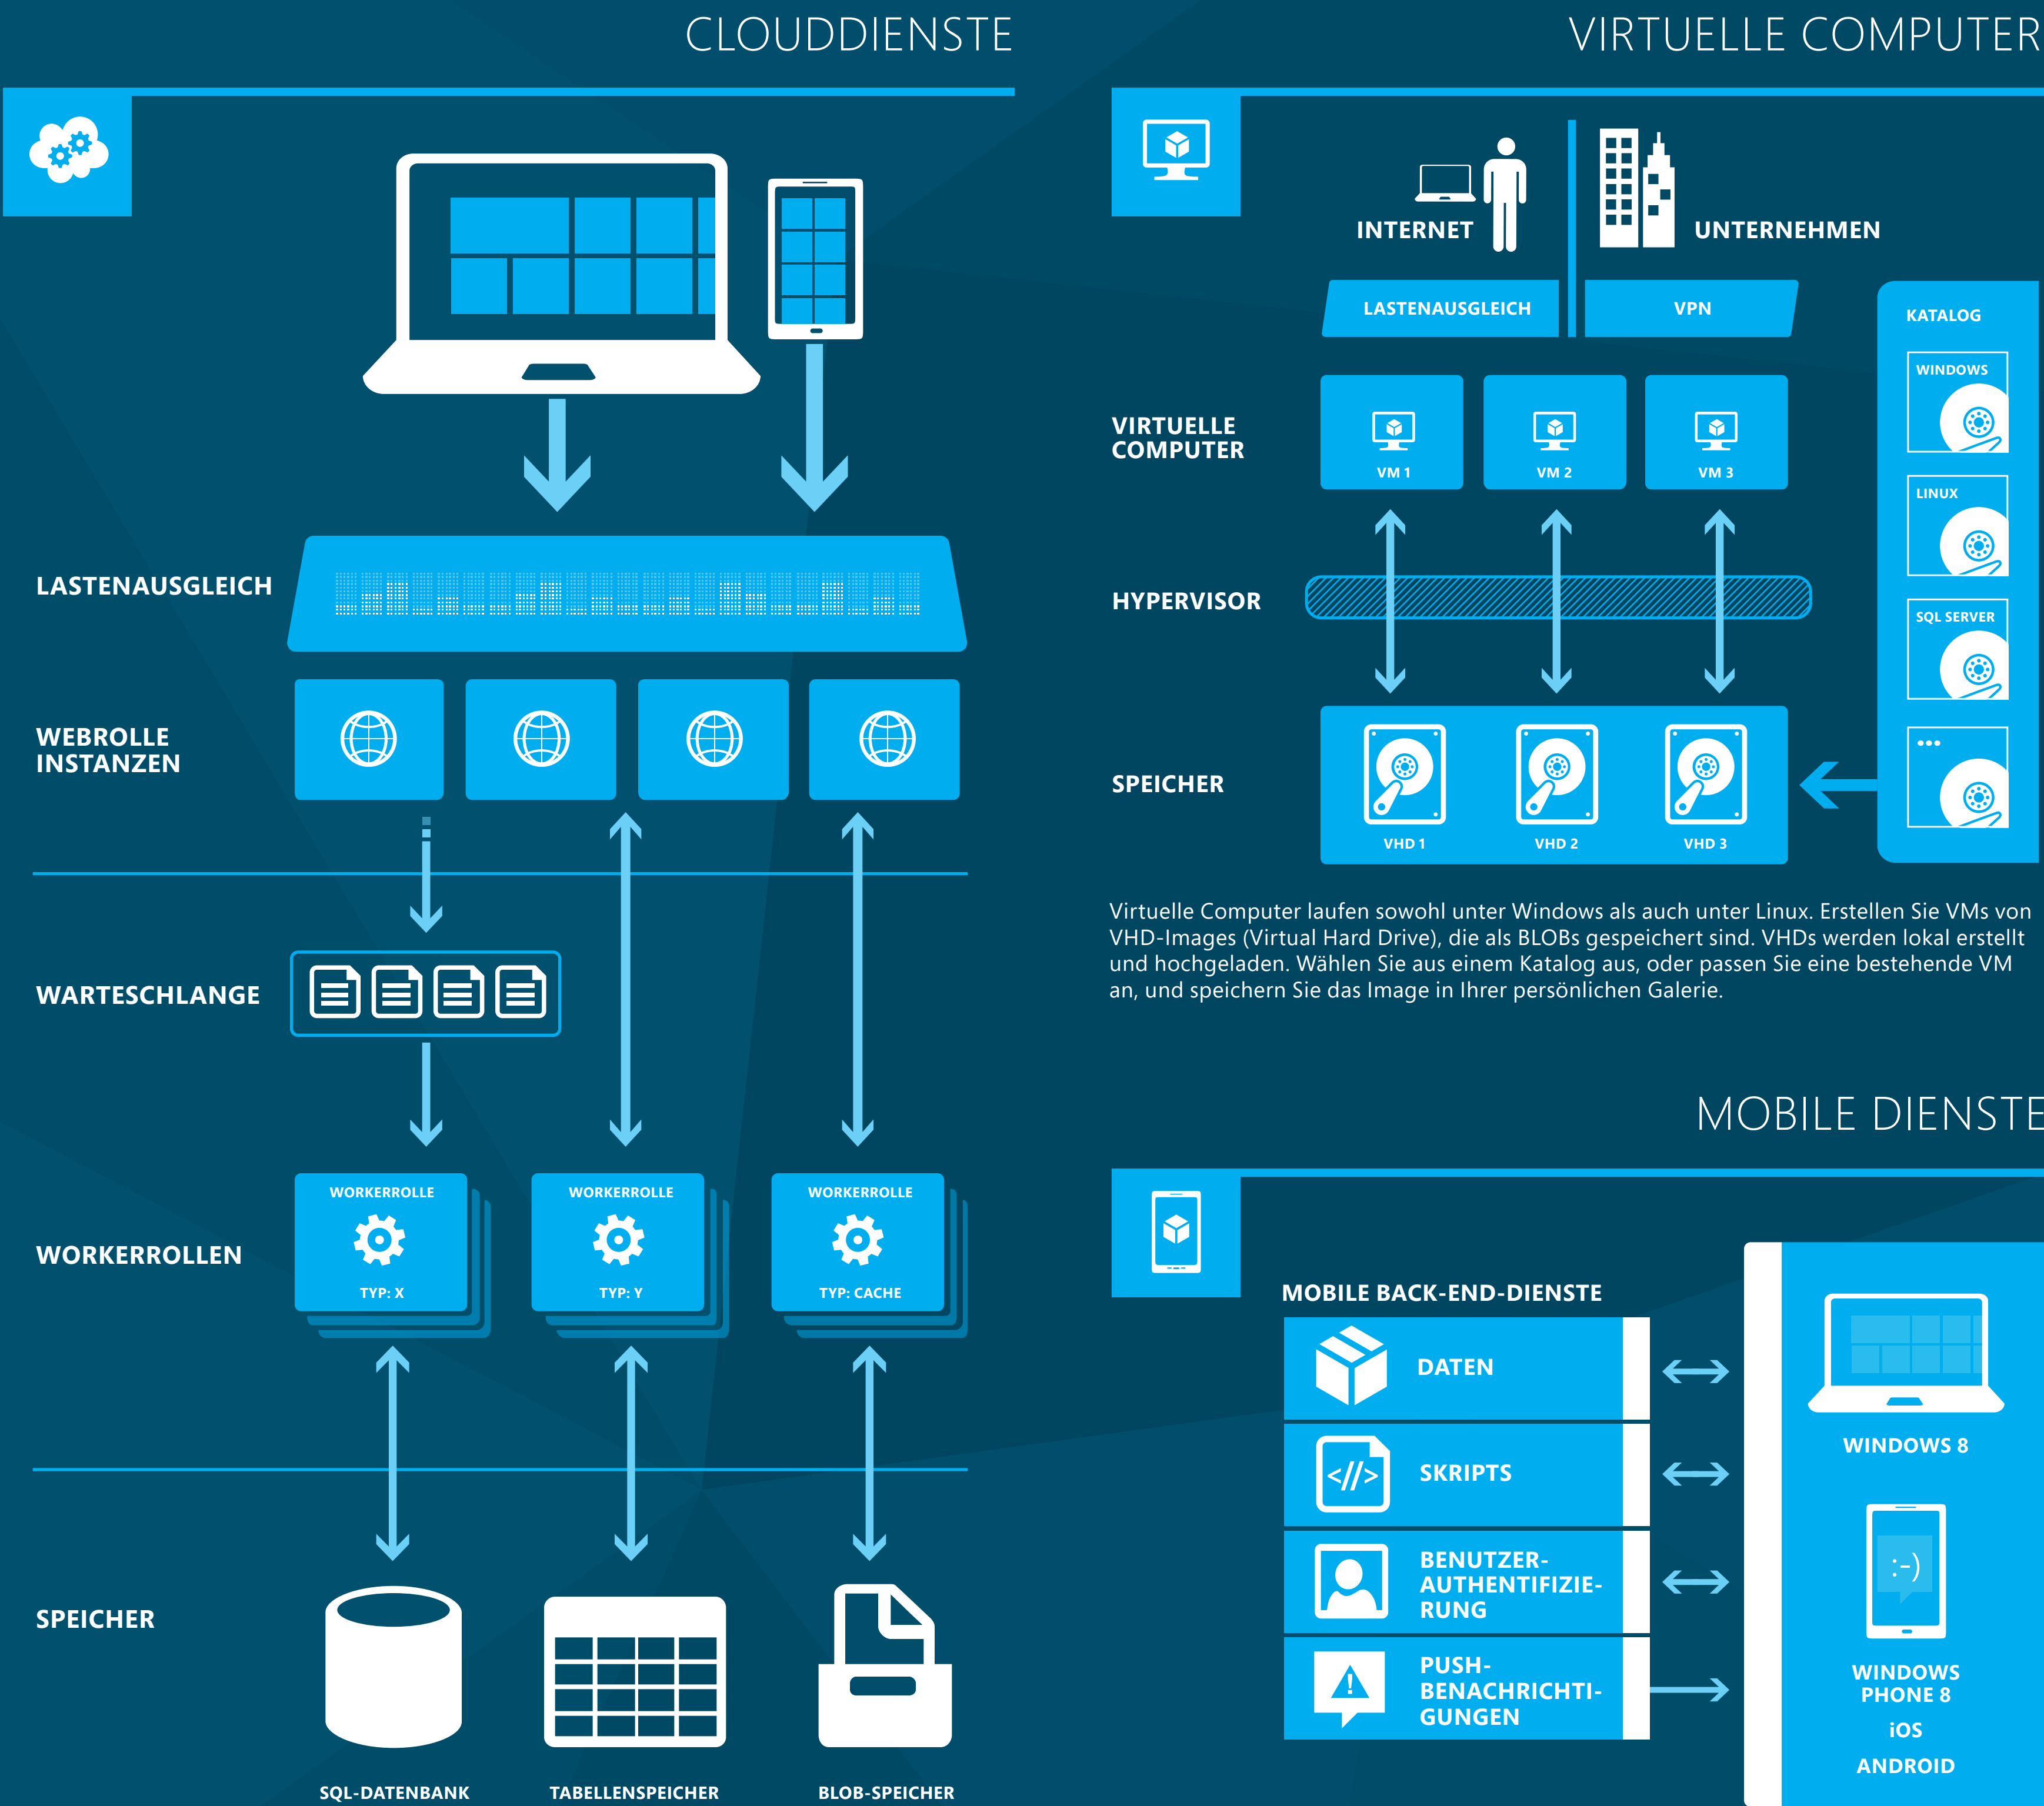 CLOUDDIENSTE
LASTENAUSGLEICH
WEBROLLE
INSTANZEN
WARTESCHLANGE
WORKERROLLEN
WORKERROLLE
TYP: X
WORKERROLLE
TYP: Y
WORKERROLLE
TYP: CACHE
SPEICHER
SQL-DATENBANK
TABELLENSPEICHER
BLOB-SPEICHER
VIRTUELLE COMPUTER
INTERNET
UNTERNEHMEN
LASTENAUSGLEICH
VPN
VIRTUELLE
COMPUTER
VM 1
VM 2
VM 3
HYPERVISOR
SPEICHER
VHD 1
VHD 2
VHD 3
KATALOG
WINDOWS
LINUX
SQL SERVER
•••
Virtuelle Computer laufen sowohl unter Windows als auch unter Linux. Erstellen Sie VMs von
VHD-Images (Virtual Hard Drive), die als BLOBs gespeichert sind. VHDs werden lokal erstellt
und hochgeladen. Wählen Sie aus einem Katalog aus, oder passen Sie eine bestehende VM
an, und speichern Sie das Image in Ihrer persönlichen Galerie.
MOBILE DIENSTE
MOBILE BACK-END-DIENSTE
DATEN
</>
SKRIPTS
BENUTZER-
AUTHENTIFIZIE-
RUNG
!
PUSH-
BENACHRICHTI-
GUNGEN
WINDOWS 8
:-)
WINDOWS
PHONE 8
iOS
ANDROID